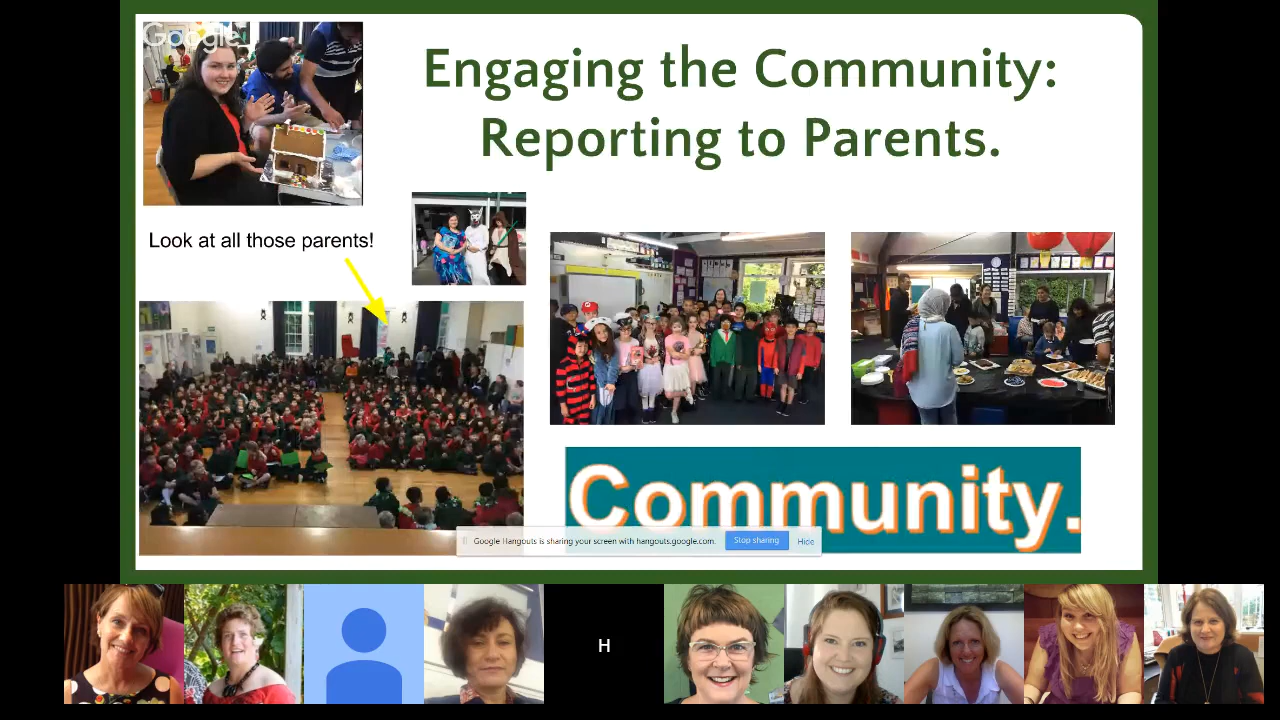 Google
Engaging the Community:
Reporting to Parents.
Look at all those parents!
Community.
Google Hangouts is sharing your screen with hangouts.google.com.
Stop sharing
Hide
H